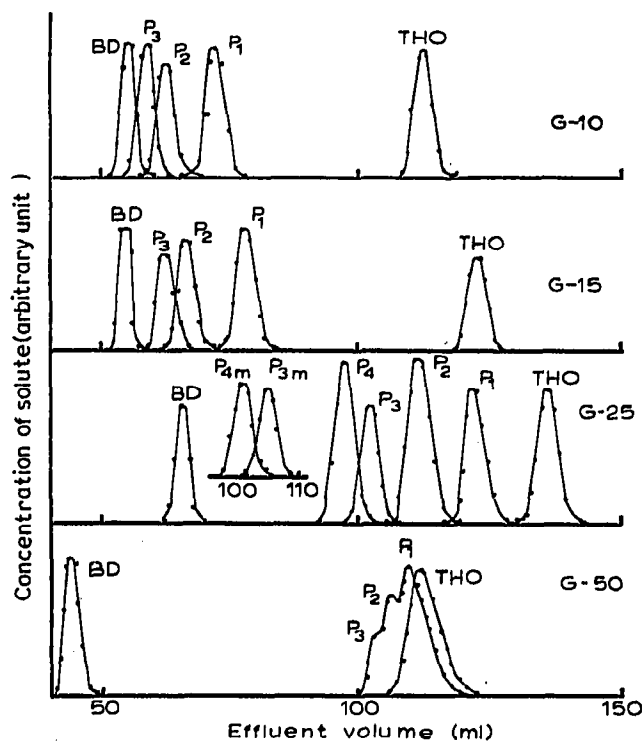 Concentration of solute(arbitrary unit)
BD P₃ P₂ P₁ THO
G-10
BD P₃ P₂ P₁ THO
G-15
BD P₄m P₃m P₄ P₃ P₂ P₁ THO
G-25
100 110
BD P₃ P₂ P₁ THO
G-50
50 100 150
Effluent volume (ml)